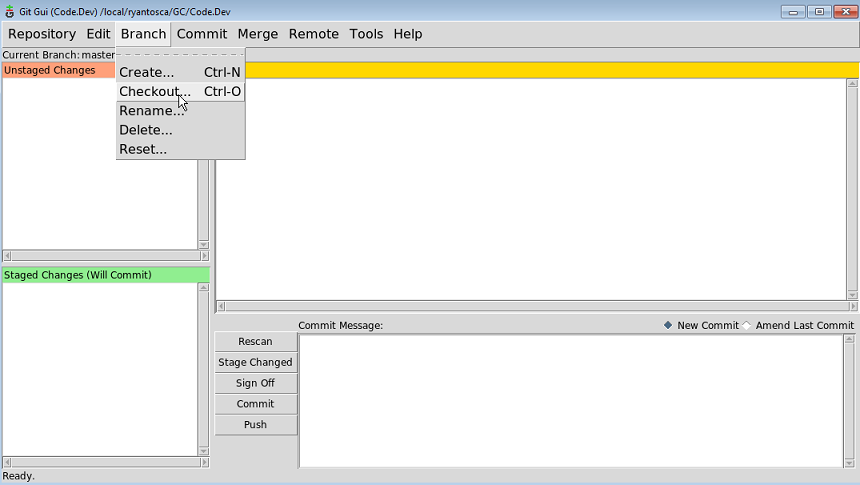 Git Gui (Code.Dev) /local/ryantosca/GC/Code.Dev
Repository Edit Branch Commit Merge Remote Tools Help
Current Branch: master
Unstaged Changes
Create... Ctrl-N
Checkout... Ctrl-O
Rename...
Delete...
Reset...
Staged Changes (Will Commit)
Commit Message: New Commit Amend Last Commit
Rescan
Stage Changed
Sign Off
Commit
Push
Ready.